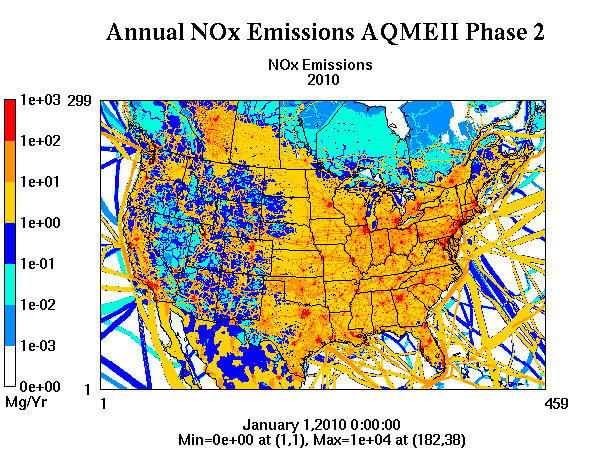 Annual NOx Emissions AQMEII Phase 2
NOx Emissions
2010
1e+03
1e+02
1e+01
1e+00
1e-01
1e-02
1e-03
0e+00
Mg/Yr
299
1
1
459
January 1,2010 0:00:00
Min=0e+00 at (1,1), Max=1e+04 at (182,38)